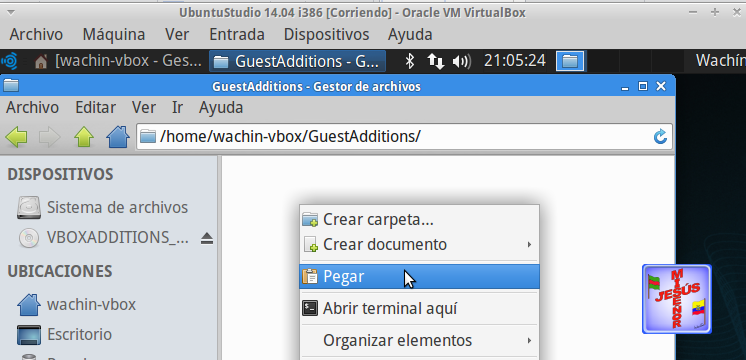 UbuntuStudio 14.04 i386 [Corriendo] - Oracle VM VirtualBox
Archivo Máquina Ver Entrada Dispositivos Ayuda
[wachin-vbox - Ges... GuestAdditions - G... 21:05:24 Wachín
GuestAdditions - Gestor de archivos
Archivo Editar Ver Ir Ayuda
/home/wachin-vbox/GuestAdditions/
DISPOSITIVOS
Sistema de archivos
VBOXADDITIONS_...
UBICACIONES
wachin-vbox
Escritorio
Crear carpeta...
Crear documento
Pegar
Abrir terminal aquí
Organizar elementos
JESÚS
MI SEÑOR